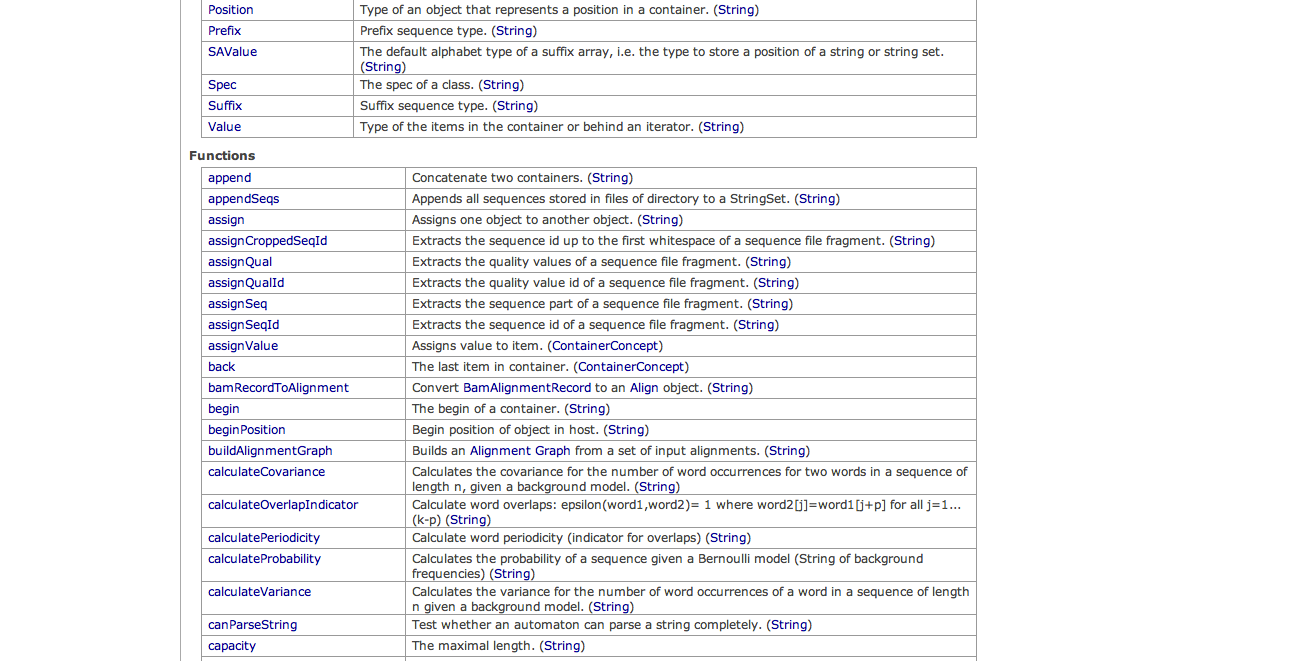 Position Type of an object that represents a position in a container. (String)
Prefix Prefix sequence type. (String)
SAValue The default alphabet type of a suffix array, i.e. the type to store a position of a string or string set.
(String)
Spec The spec of a class. (String)
Suffix Suffix sequence type. (String)
Value Type of the items in the container or behind an iterator. (String)
Functions
append Concatenate two containers. (String)
appendSeqs Appends all sequences stored in files of directory to a StringSet. (String)
assign Assigns one object to another object. (String)
assignCroppedSeqId Extracts the sequence id up to the first whitespace of a sequence file fragment. (String)
assignQual Extracts the quality values of a sequence file fragment. (String)
assignQualId Extracts the quality value id of a sequence file fragment. (String)
assignSeq Extracts the sequence part of a sequence file fragment. (String)
assignSeqId Extracts the sequence id of a sequence file fragment. (String)
assignValue Assigns value to item. (ContainerConcept)
back The last item in container. (ContainerConcept)
bamRecordToAlignment Convert BamAlignmentRecord to an Align object. (String)
begin The begin of a container. (String)
beginPosition Begin position of object in host. (String)
buildAlignmentGraph Builds an Alignment Graph from a set of input alignments. (String)
calculateCovariance Calculates the covariance for the number of word occurrences for two words in a sequence of
length n, given a background model. (String)
calculateOverlapIndicator Calculate word overlaps: epsilon(word1,word2)= 1 where word2[j]=word1[j+p] for all j=1...
(k-p) (String)
calculatePeriodicity Calculate word periodicity (indicator for overlaps) (String)
calculateProbability Calculates the probability of a sequence given a Bernoulli model (String of background
frequencies) (String)
calculateVariance Calculates the variance for the number of word occurrences of a word in a sequence of length
n given a background model. (String)
canParseString Test whether an automaton can parse a string completely. (String)
capacity The maximal length. (String)